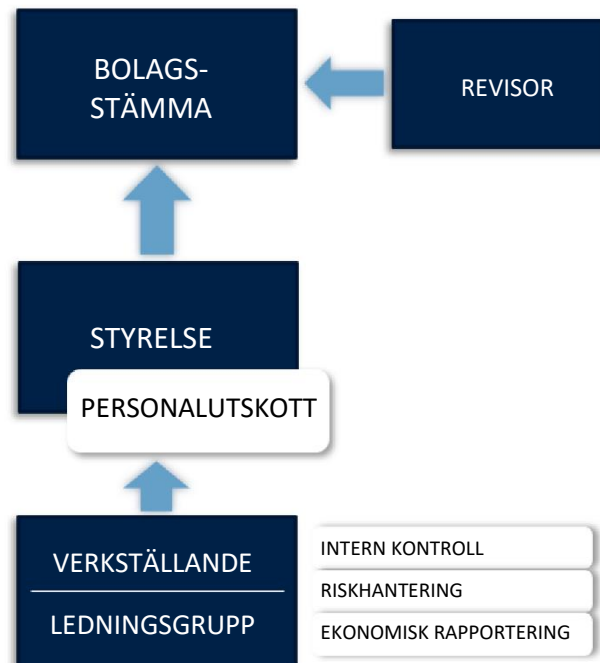 BOLAGS-
STÄMMA
REVISOR
STYRELSE
PERSONALUTSKOTT
VERKSTÄLLANDE
LEDNINGSGRUPP
INTERN KONTROLL
RISKHANTERING
EKONOMISK RAPPORTERING